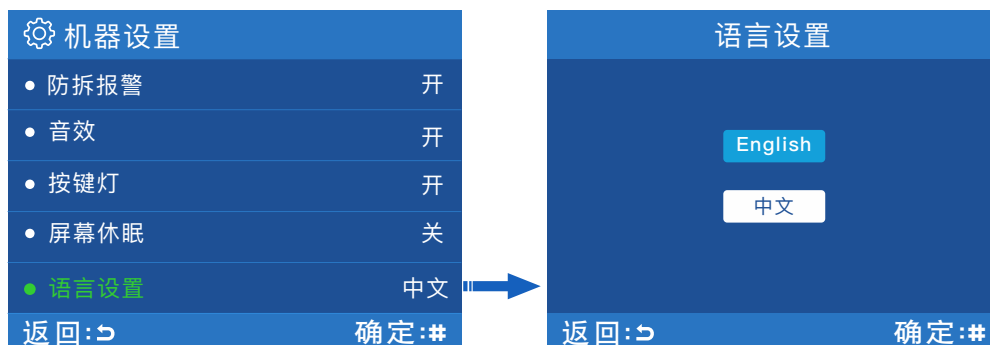 机器设置
防拆报警 开
音效 开
按键灯 开
屏幕休眠 关
语言设置 中文
返回:⮌ 确定:#
语言设置
English
中文
返回:⮌ 确定:#